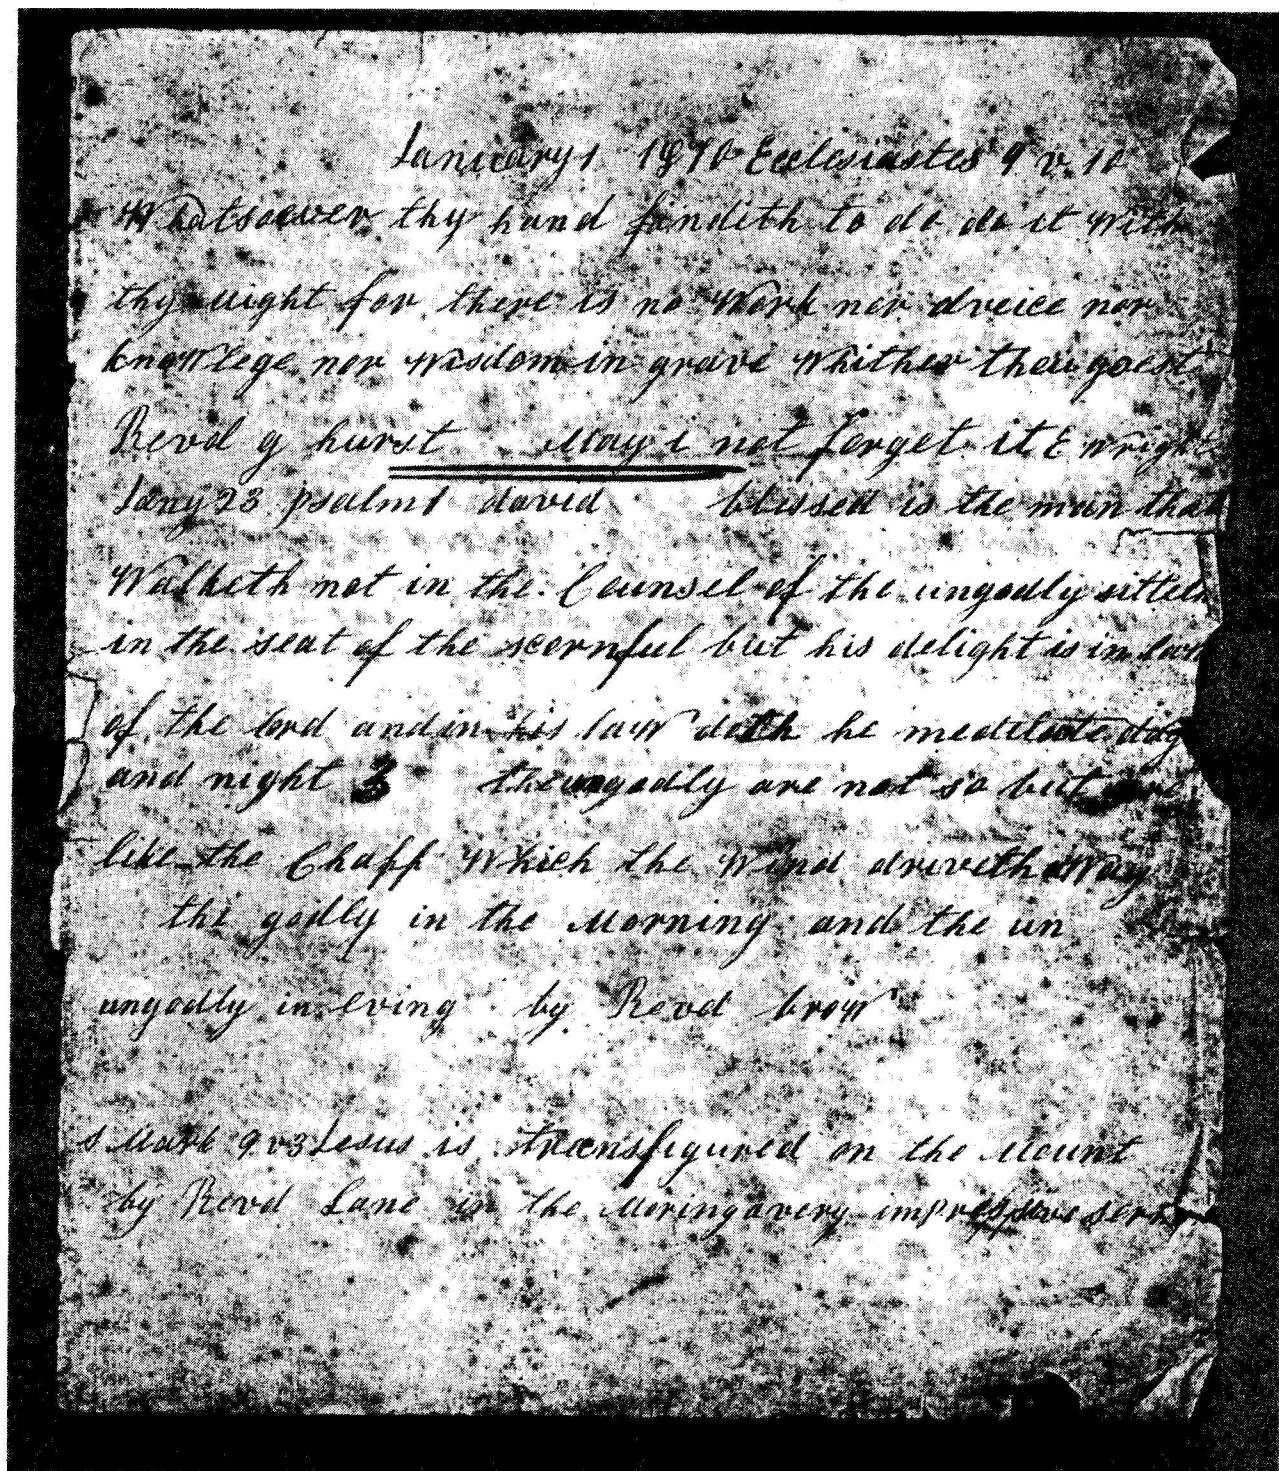 January 1 1870 Ecclesiastes 9 v. 10
Whatsoever thy hand findith to do do it With
thy might for there is no Work nor dveice nor
knowlege nor Wisdom in grave Whither thou goest
Revd g hurst May i not forget it E Wright
Jany 23 psalm 1 david blessed is the man that
Walketh not in the Counsel of the ungodly sitteth
in the seat of the scornful but his delight is in law
of the lord and in his law doth he meditate day
and night 3 the ungodly are not so but are
like the Chaff Which the Wind driveth aWay
the godly in the Morning and the un
ungodly in eving by Revd brow
S Mark 9 v 3 Jesus is transfigured on the Mount
by Revd Lane in the Moring a very impressive